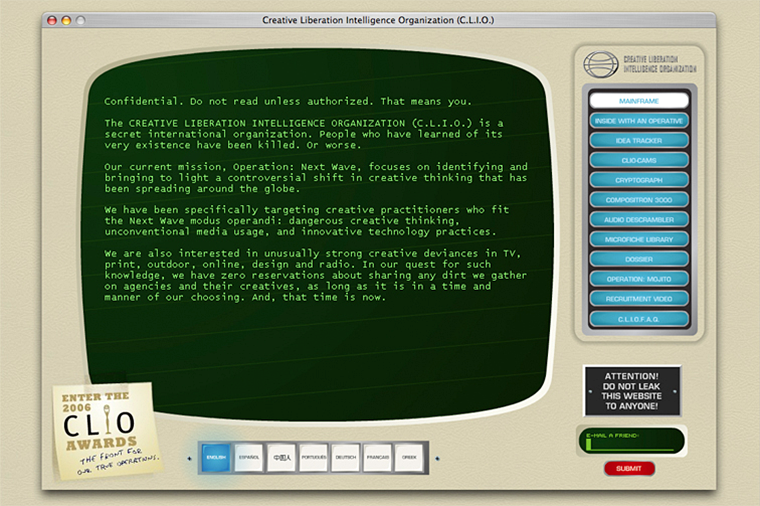 Creative Liberation Intelligence Organization (C.L.I.O.)
CREATIVE LIBERATION
INTELLIGENCE ORGANIZATION
Confidential. Do not read unless authorized. That means you.
The CREATIVE LIBERATION INTELLIGENCE ORGANIZATION (C.L.I.O.) is a
secret international organization. People who have learned of its
very existence have been killed. Or worse.
Our current mission, Operation: Next Wave, focuses on identifying and
bringing to light a controversial shift in creative thinking that has
been spreading around the globe.
We have been specifically targeting creative practitioners who fit
the Next Wave modus operandi: dangerous creative thinking,
unconventional media usage, and innovative technology practices.
We are also interested in unusually strong creative deviances in TV,
print, outdoor, online, design and radio. In our quest for such
knowledge, we have zero reservations about sharing any dirt we gather
on agencies and their creatives, as long as it is in a time and
manner of our choosing. And, that time is now.
MAINFRAME
INSIDE WITH AN OPERATIVE
IDEA TRACKER
CLIO-CAMS
CRYPTOGRAPH
COMPOSITRON 3000
AUDIO DESCRAMBLER
MICROFICHE LIBRARY
DOSSIER
OPERATION: MOJITO
RECRUITMENT VIDEO
C.L.I.O.F.A.Q.
ATTENTION!
DO NOT LEAK
THIS WEBSITE
TO ANYONE!
E-MAIL A FRIEND:
SUBMIT
ENTER THE
2006
CLIO
AWARDS
THE FRONT FOR
OUR TRUE OPERATIONS.
ENGLISH
ESPAÑOL
中国人
PORTUGUÊS
DEUTSCH
FRANCAIS
GREEK